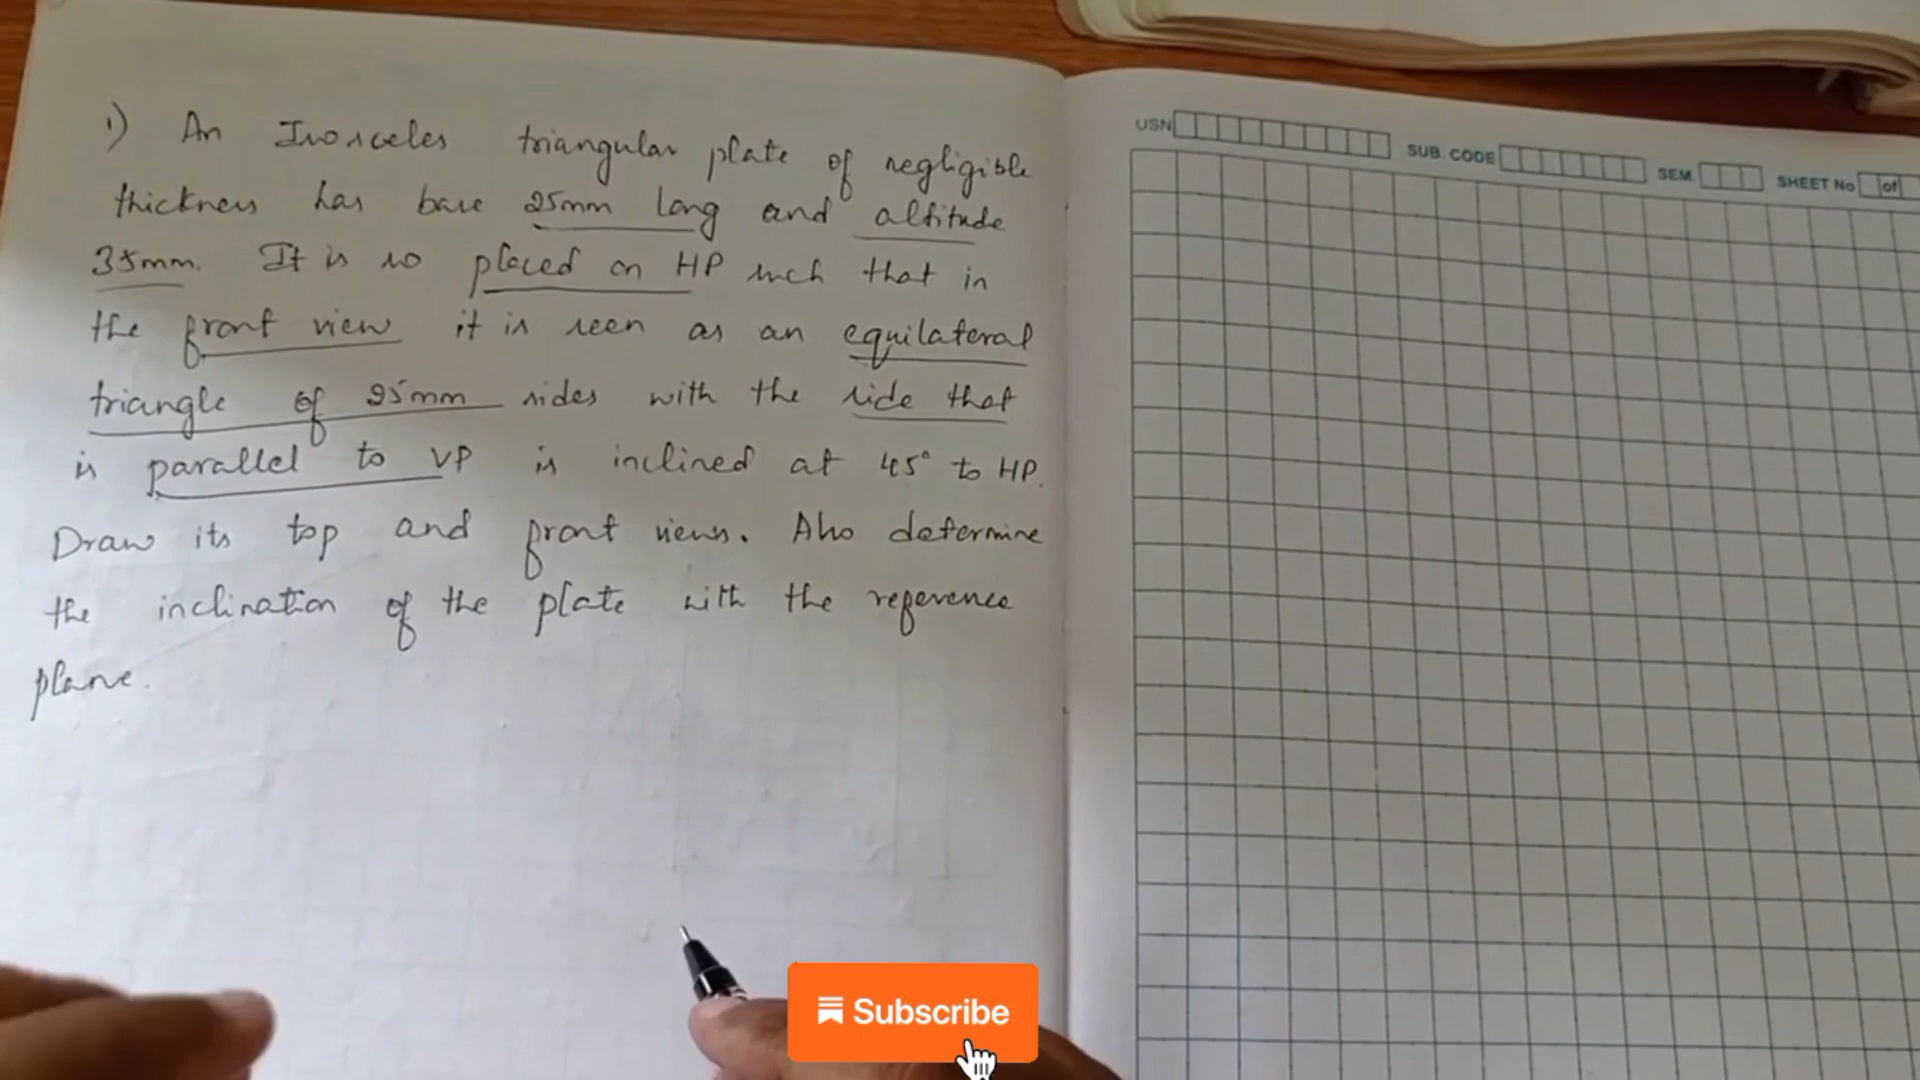 1) An Isosceles triangular plate of negligible
thickness has base 25mm long and altitude
35mm. It is so placed on HP such that in
the front view it is seen as an equilateral
triangle of 25mm sides with the side that
is parallel to VP is inclined at 45° to HP.
Draw its top and front views. Also determine
the inclination of the plate with the reference
plane.
USN
SUB. CODE
SEM.
SHEET No of
Subscribe